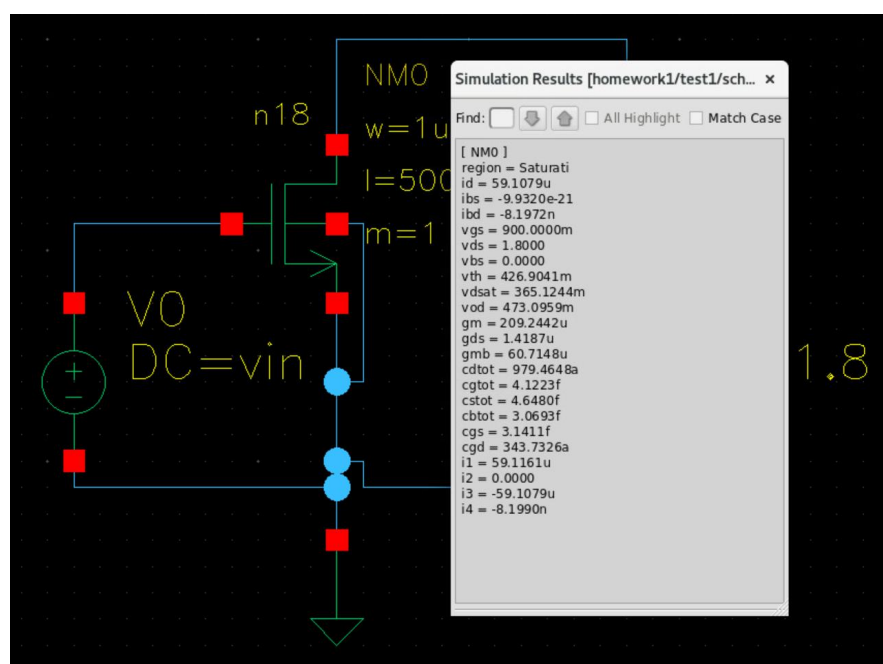 NM0
n18
w=1u
l=500
m=1
V0
DC=vin
1.8
Simulation Results [homework1/test1/sch... ×
Find: All Highlight Match Case
[ NM0 ]
region = Saturati
id = 59.1079u
ibs = -9.9320e-21
ibd = -8.1972n
vgs = 900.0000m
vds = 1.8000
vbs = 0.0000
vth = 426.9041m
vdsat = 365.1244m
vod = 473.0959m
gm = 209.2442u
gds = 1.4187u
gmb = 60.7148u
cdtot = 979.4648a
cgtot = 4.1223f
cstot = 4.6480f
cbtot = 3.0693f
cgs = 3.1411f
cgd = 343.7326a
i1 = 59.1161u
i2 = 0.0000
i3 = -59.1079u
i4 = -8.1990n